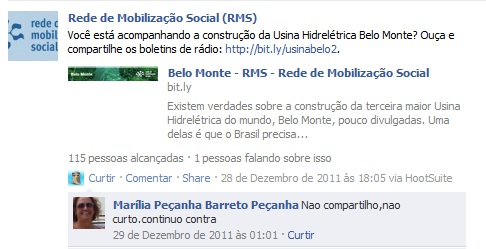 rede de
mobiliza
social
Rede de Mobilização Social (RMS)
Você está acompanhando a construção da Usina Hidrelétrica Belo Monte? Ouça e
compartilhe os boletins de rádio: http://bit.ly/usinabelo2.
Belo Monte
Belo Monte - RMS - Rede de Mobilização Social
bit.ly
Existem verdades sobre a construção da terceira maior Usina
Hidrelétrica do mundo, Belo Monte, pouco divulgadas. Uma
delas é que o Brasil precisa...
115 pessoas alcançadas · 1 pessoas falando sobre isso
Curtir · Comentar · Share · 28 de Dezembro de 2011 às 18:05 via HootSuite
Marília Peçanha Barreto Peçanha Nao compartilho,nao
curto.continuo contra
29 de Dezembro de 2011 às 01:01 · Curtir